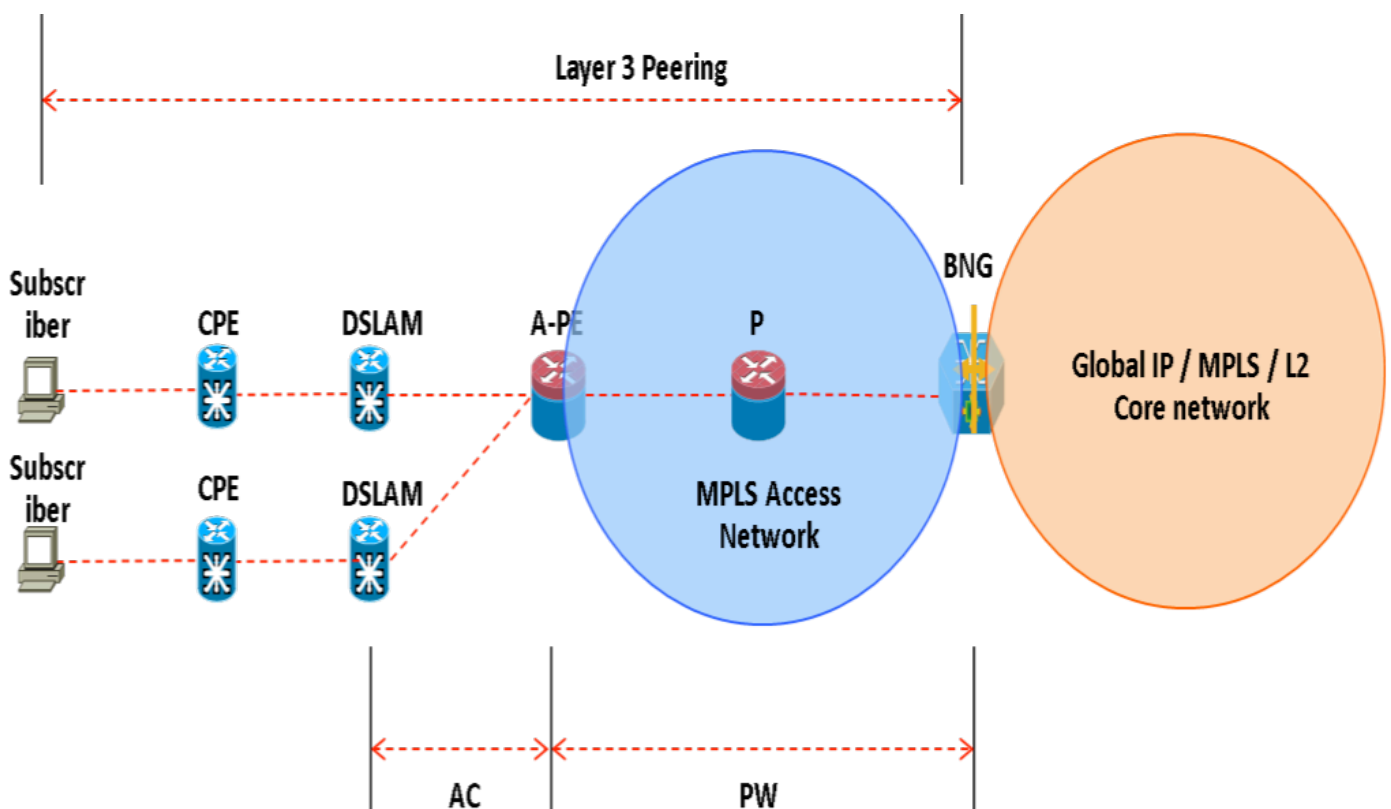 Layer 3 Peering
BNG
Subscr
iber
CPE
DSLAM
A-PE
P
Global IP / MPLS / L2
Core network
Subscr
iber
CPE
DSLAM
MPLS Access
Network
AC
PW